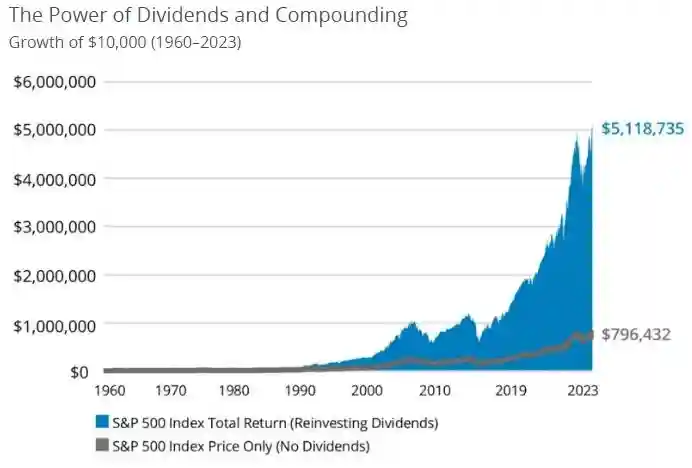 The Power of Dividends and Compounding
Growth of $10,000 (1960–2023)
$6,000,000
$5,000,000
$5,118,735
$4,000,000
$3,000,000
$2,000,000
$1,000,000
$796,432
$0
1960 1970 1980 1990 2000 2010 2019 2023
S&P 500 Index Total Return (Reinvesting Dividends)
S&P 500 Index Price Only (No Dividends)